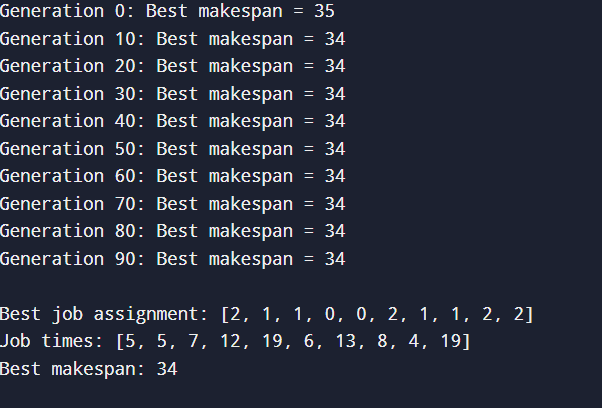 Generation 0: Best makespan = 35
Generation 10: Best makespan = 34
Generation 20: Best makespan = 34
Generation 30: Best makespan = 34
Generation 40: Best makespan = 34
Generation 50: Best makespan = 34
Generation 60: Best makespan = 34
Generation 70: Best makespan = 34
Generation 80: Best makespan = 34
Generation 90: Best makespan = 34
Best job assignment: [2, 1, 1, 0, 0, 2, 1, 1, 2, 2]
Job times: [5, 5, 7, 12, 19, 6, 13, 8, 4, 19]
Best makespan: 34